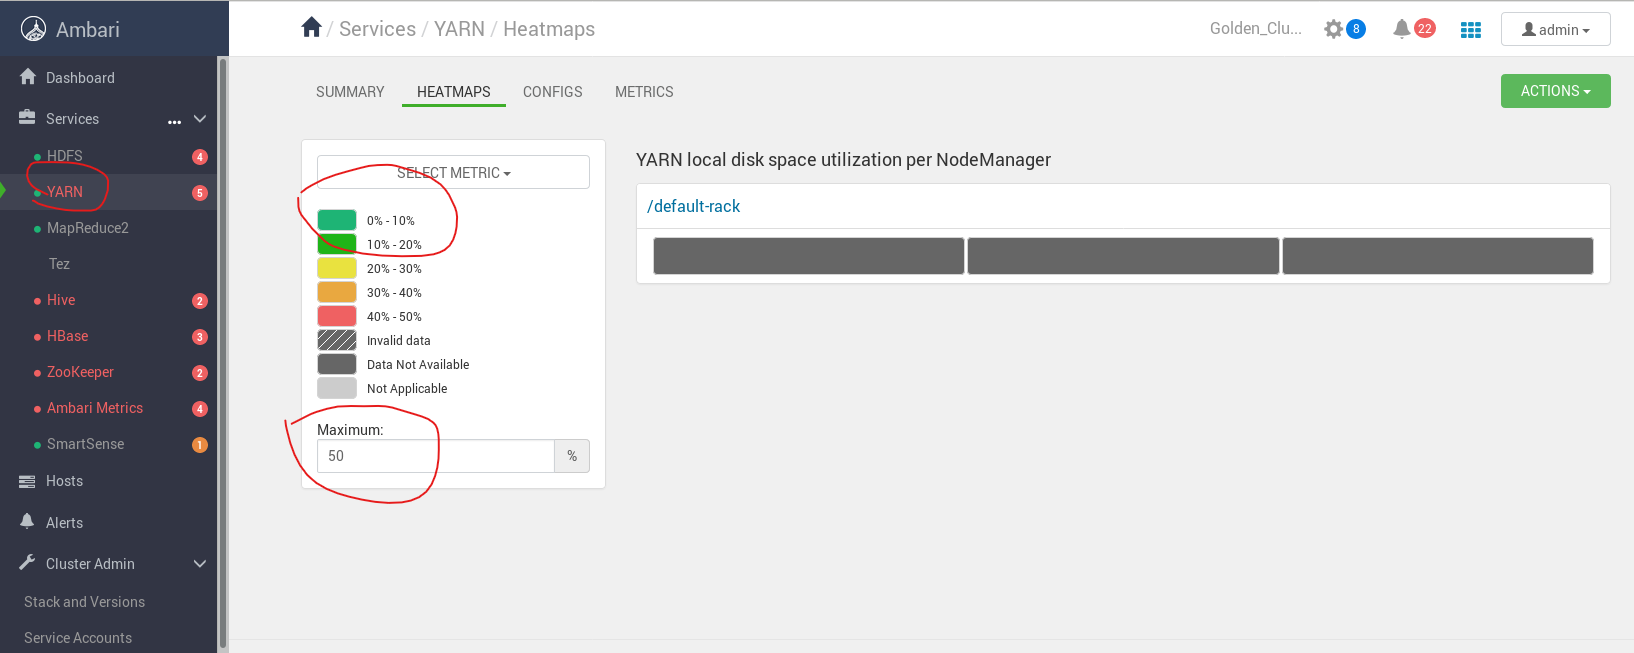 Ambari
/ Services / YARN / Heatmaps
Golden_Clu...
8
22
admin
Dashboard
Services ...
HDFS 4
YARN 5
MapReduce2
Tez
Hive 2
HBase 3
ZooKeeper 2
Ambari Metrics 4
SmartSense 1
Hosts
Alerts
Cluster Admin
Stack and Versions
Service Accounts
SUMMARY HEATMAPS CONFIGS METRICS
ACTIONS
SELECT METRIC
0% - 10%
10% - 20%
20% - 30%
30% - 40%
40% - 50%
Invalid data
Data Not Available
Not Applicable
Maximum:
50 %
YARN local disk space utilization per NodeManager
/default-rack